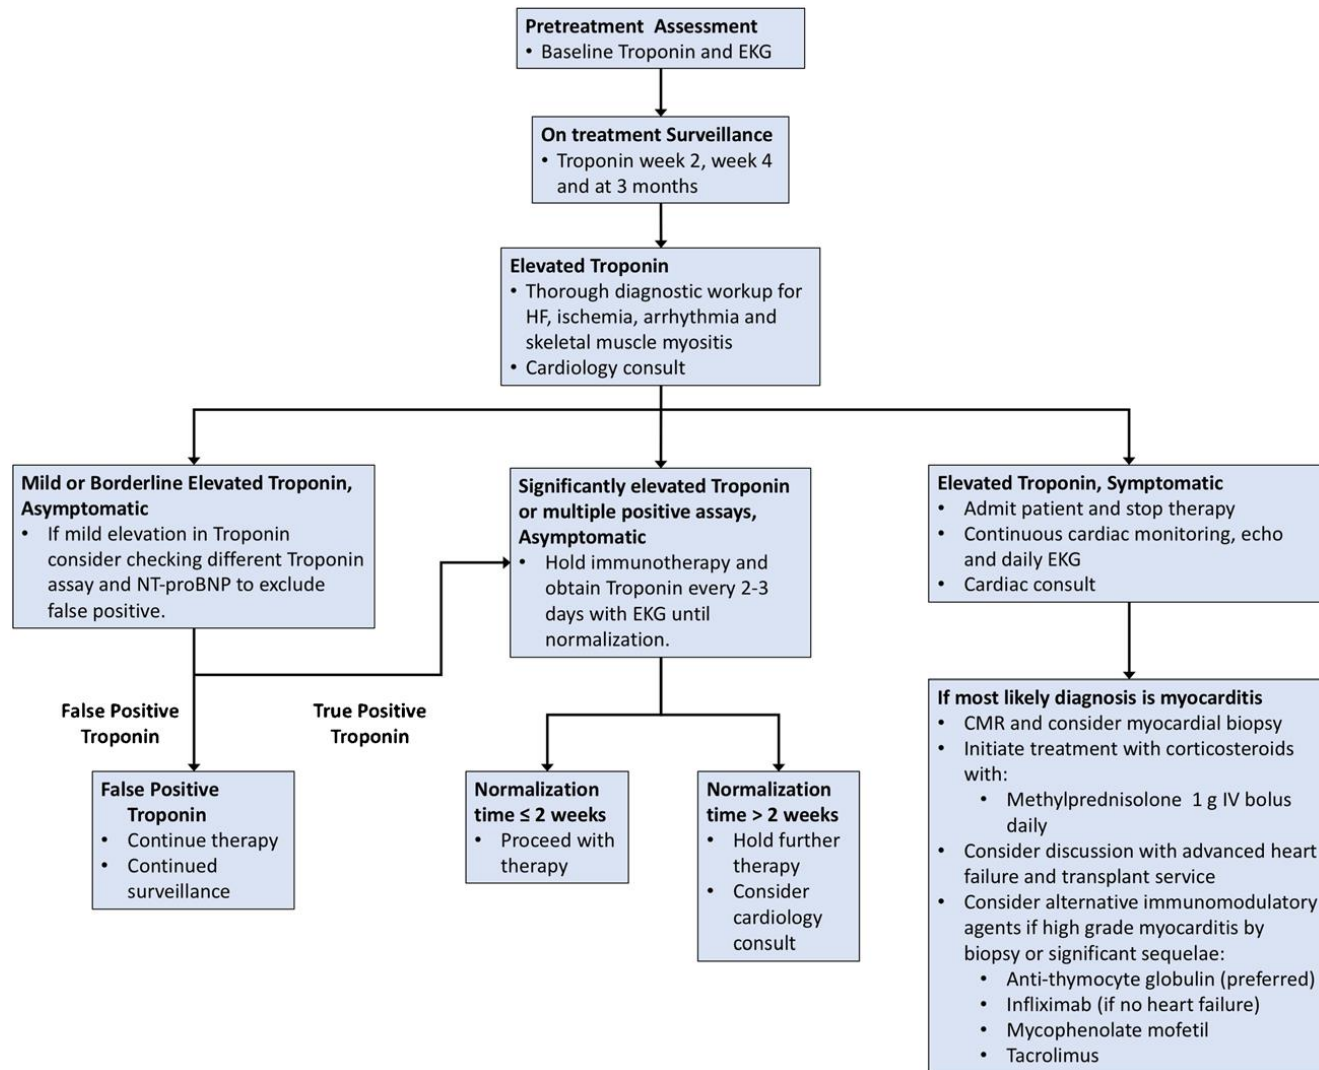 Pretreatment Assessment
• Baseline Troponin and EKG
On treatment Surveillance
• Troponin week 2, week 4
and at 3 months
Elevated Troponin
• Thorough diagnostic workup for
HF, ischemia, arrhythmia and
skeletal muscle myositis
• Cardiology consult
Mild or Borderline Elevated Troponin,
Asymptomatic
• If mild elevation in Troponin
consider checking different Troponin
assay and NT-proBNP to exclude
false positive.
Significantly elevated Troponin
or multiple positive assays,
Asymptomatic
• Hold immunotherapy and
obtain Troponin every 2-3
days with EKG until
normalization.
Elevated Troponin, Symptomatic
• Admit patient and stop therapy
• Continuous cardiac monitoring, echo
and daily EKG
• Cardiac consult
False Positive
Troponin
True Positive
Troponin
False Positive
Troponin
• Continue therapy
• Continued
surveillance
Normalization
time ≤ 2 weeks
• Proceed with
therapy
Normalization
time > 2 weeks
• Hold further
therapy
• Consider
cardiology
consult
If most likely diagnosis is myocarditis
• CMR and consider myocardial biopsy
• Initiate treatment with corticosteroids
with:
• Methylprednisolone 1 g IV bolus
daily
• Consider discussion with advanced heart
failure and transplant service
• Consider alternative immunomodulatory
agents if high grade myocarditis by
biopsy or significant sequelae:
• Anti-thymocyte globulin (preferred)
• Infliximab (if no heart failure)
• Mycophenolate mofetil
• Tacrolimus